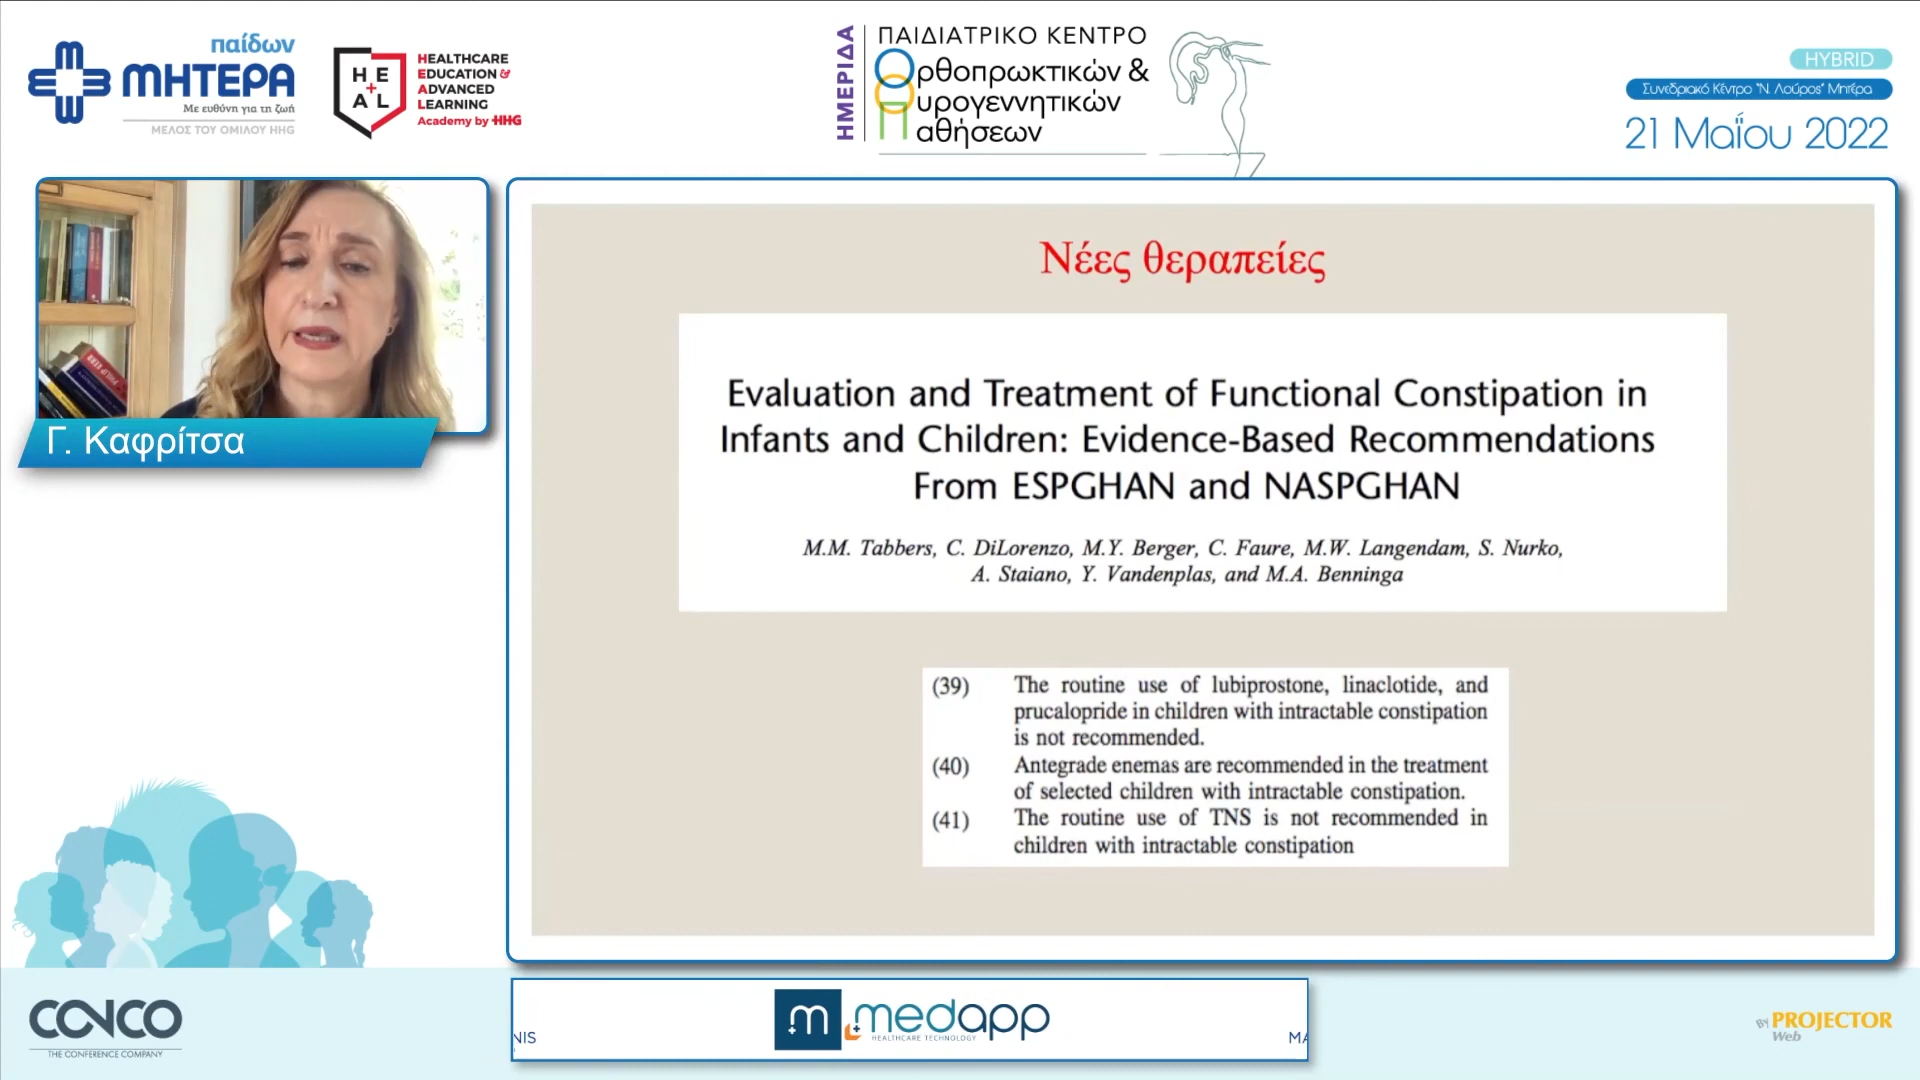 παίδων
ΜΗΤΕΡΑ
Με ευθύνη για τη ζωή
ΜΕΛΟΣ ΤΟΥ ΟΜΙΛΟΥ HHG
HE
AL
HEALTHCARE
EDUCATION &
ADVANCED
LEARNING
Academy by HHG
ΗΜΕΡΙΔΑ
ΠΑΙΔΙΑΤΡΙΚΟ ΚΕΝΤΡΟ
Ορθοπρωκτικών &
Ουρογεννητικών
Παθήσεων
HYBRID
Συνεδριακό Κέντρο "Ν. Λούρος" Μητέρα
21 Μαΐου 2022
Γ. Καφρίτσα
Νέες θεραπείες
Evaluation and Treatment of Functional Constipation in
Infants and Children: Evidence-Based Recommendations
From ESPGHAN and NASPGHAN
M.M. Tabbers, C. DiLorenzo, M.Y. Berger, C. Faure, M.W. Langendam, S. Nurko,
A. Staiano, Y. Vandenplas, and M.A. Benninga
(39) The routine use of lubiprostone, linaclotide, and
prucalopride in children with intractable constipation
is not recommended.
(40) Antegrade enemas are recommended in the treatment
of selected children with intractable constipation.
(41) The routine use of TNS is not recommended in
children with intractable constipation
CONCO
THE CONFERENCE COMPANY
NIS
m medapp
HEALTHCARE TECHNOLOGY
MA
BY PROJECTOR
Web